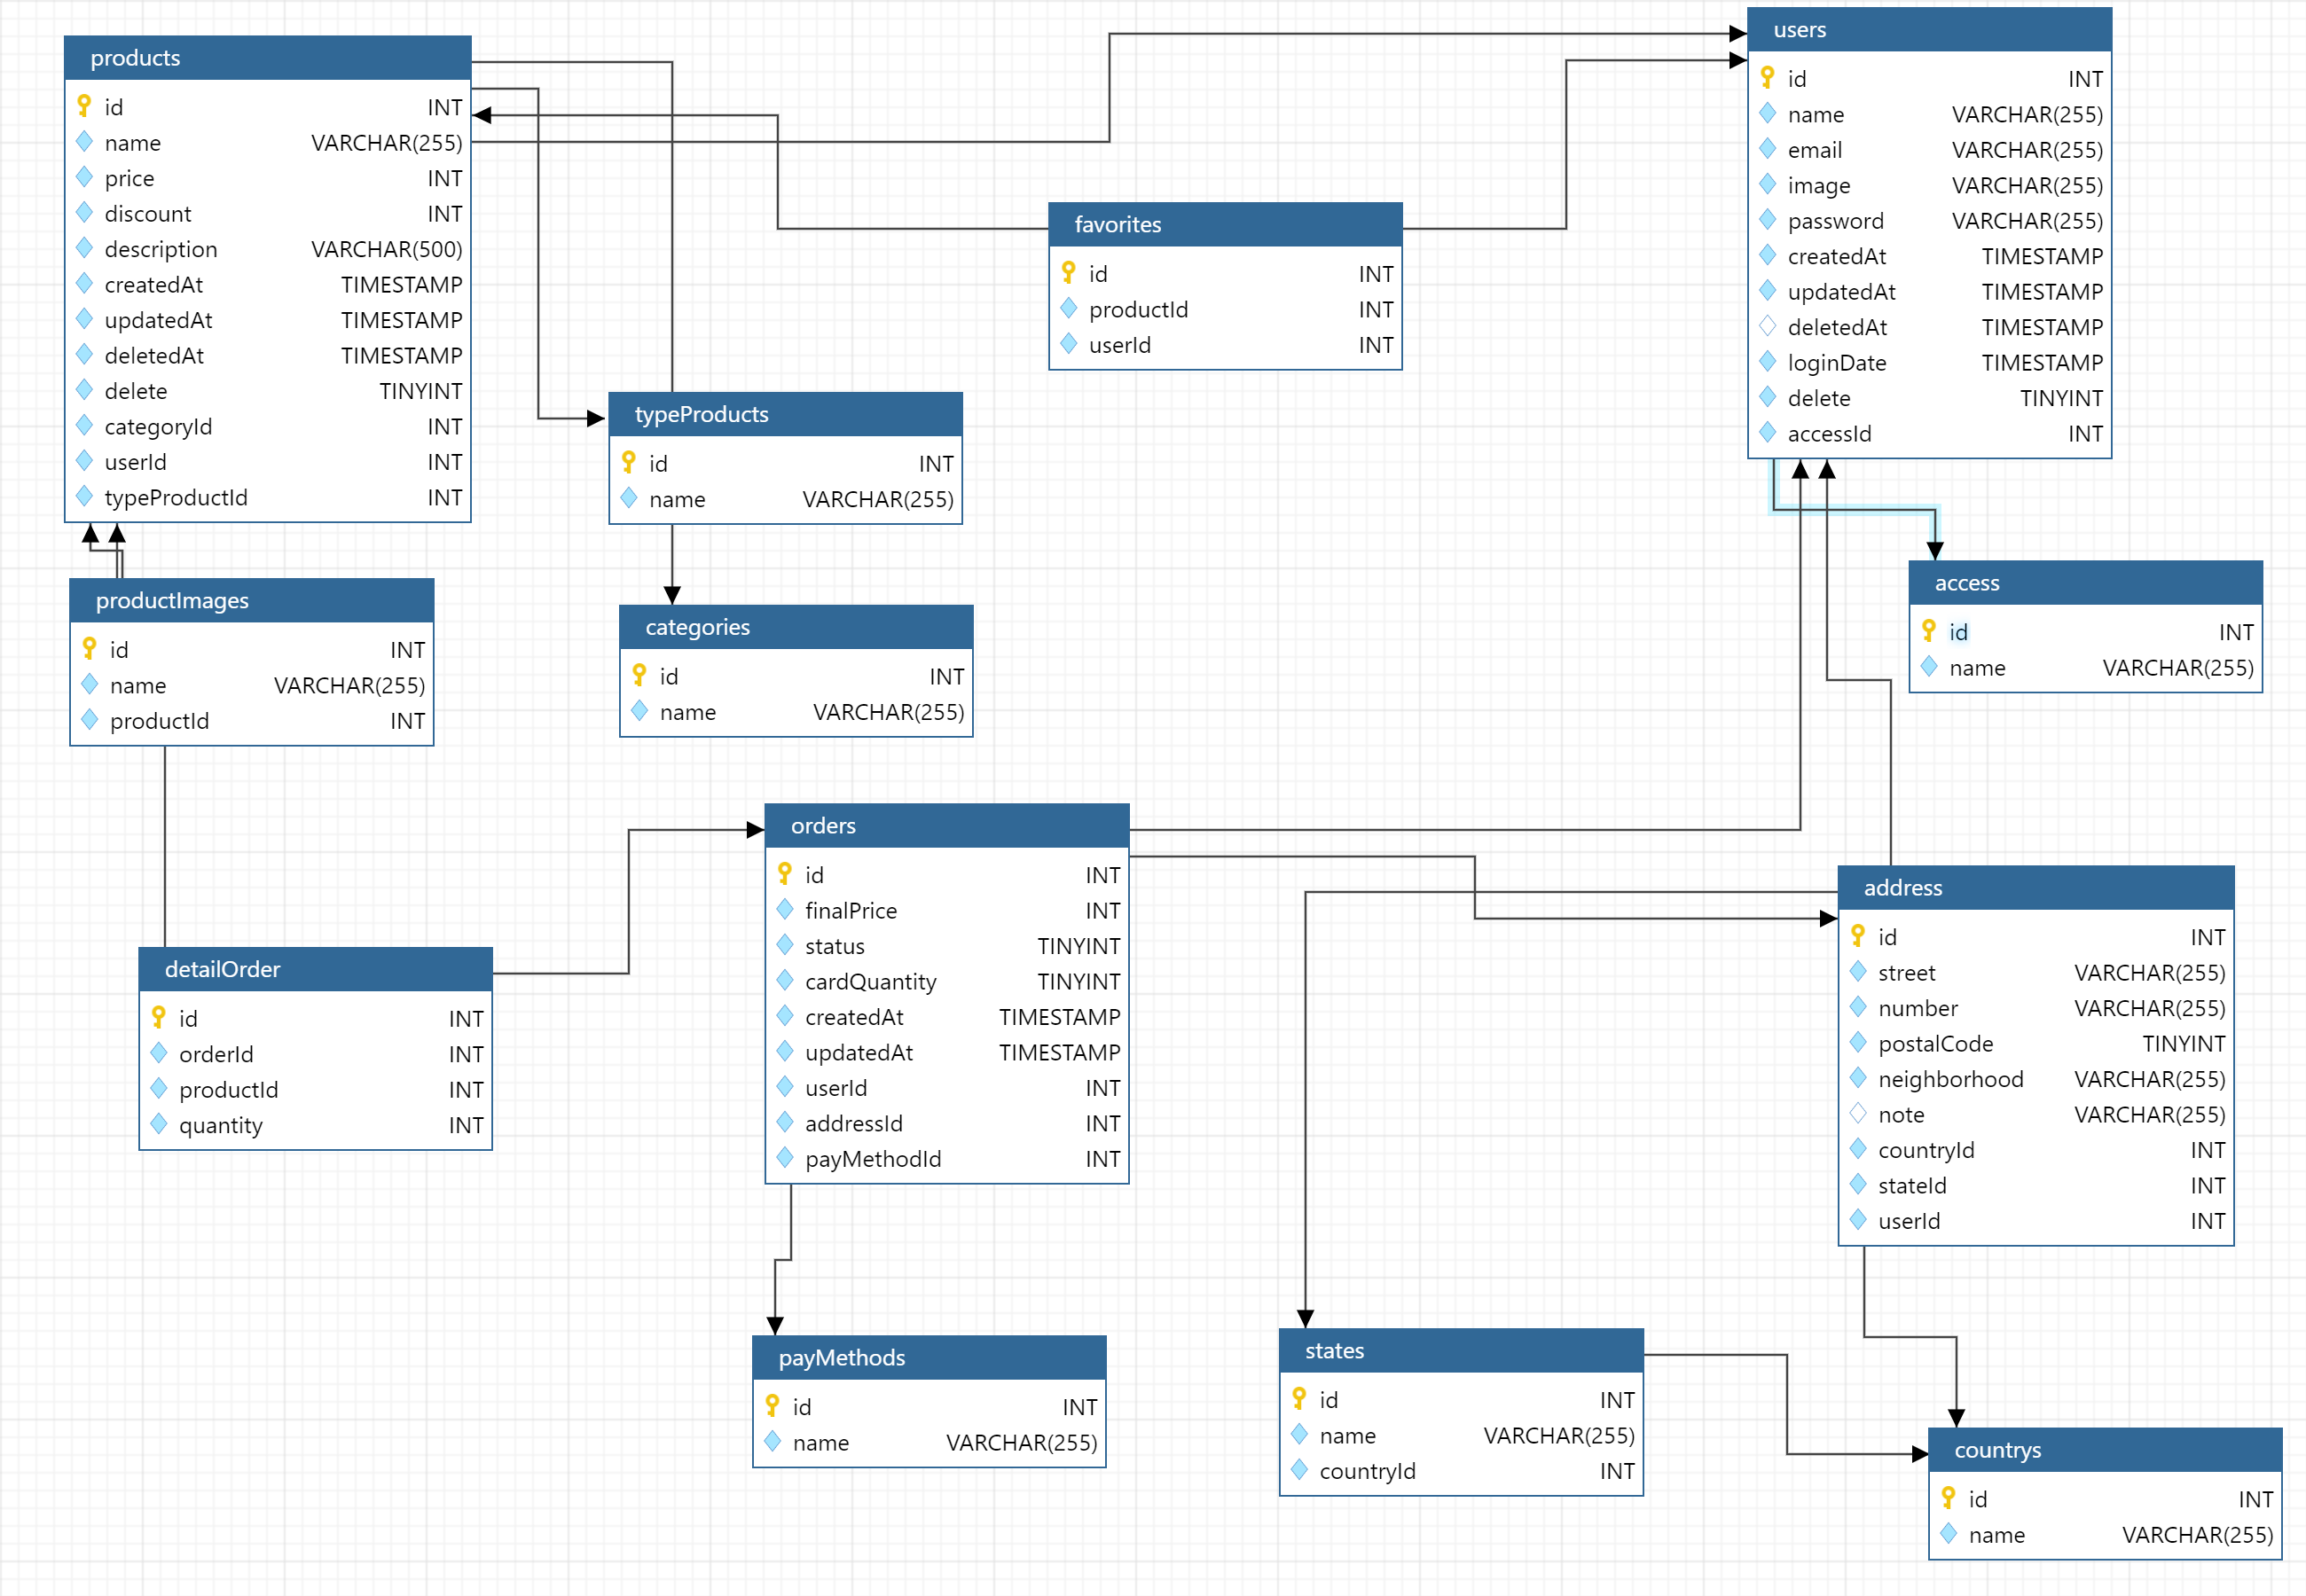 products
id INT
name VARCHAR(255)
price INT
discount INT
description VARCHAR(500)
createdAt TIMESTAMP
updatedAt TIMESTAMP
deletedAt TIMESTAMP
delete TINYINT
categoryId INT
userId INT
typeProductId INT
users
id INT
name VARCHAR(255)
email VARCHAR(255)
image VARCHAR(255)
password VARCHAR(255)
createdAt TIMESTAMP
updatedAt TIMESTAMP
deletedAt TIMESTAMP
loginDate TIMESTAMP
delete TINYINT
accessId INT
favorites
id INT
productId INT
userId INT
typeProducts
id INT
name VARCHAR(255)
productImages
id INT
name VARCHAR(255)
productId INT
categories
id INT
name VARCHAR(255)
access
id INT
name VARCHAR(255)
orders
id INT
finalPrice INT
status TINYINT
cardQuantity TINYINT
createdAt TIMESTAMP
updatedAt TIMESTAMP
userId INT
addressId INT
payMethodId INT
address
id INT
street VARCHAR(255)
number VARCHAR(255)
postalCode TINYINT
neighborhood VARCHAR(255)
note VARCHAR(255)
countryId INT
stateId INT
userId INT
detailOrder
id INT
orderId INT
productId INT
quantity INT
payMethods
id INT
name VARCHAR(255)
states
id INT
name VARCHAR(255)
countryId INT
countrys
id INT
name VARCHAR(255)